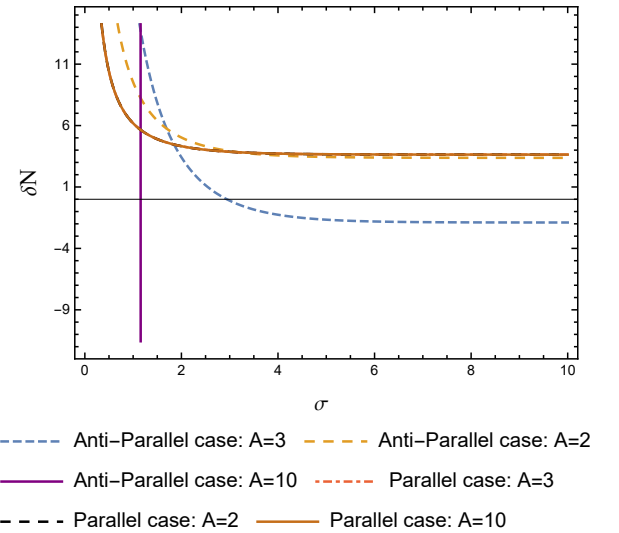 11
6
δN
1
−4
−9
0 2 4 6 8 10
σ
Anti−Parallel case: A=3 Anti−Parallel case: A=2
Anti−Parallel case: A=10 Parallel case: A=3
Parallel case: A=2 Parallel case: A=10